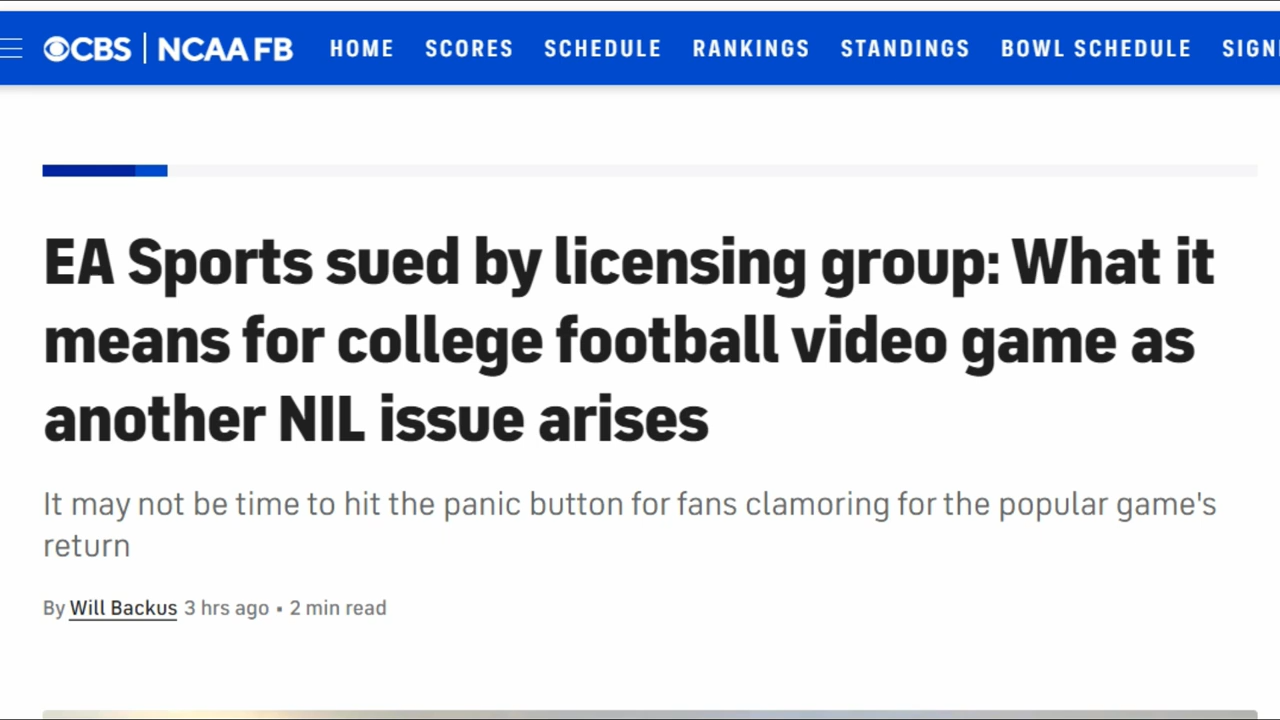 CBS | NCAA FB HOME SCORES SCHEDULE RANKINGS STANDINGS BOWL SCHEDULE SIGN
EA Sports sued by licensing group: What it
means for college football video game as
another NIL issue arises
It may not be time to hit the panic button for fans clamoring for the popular game's
return
By Will Backus 3 hrs ago • 2 min read